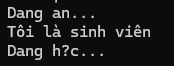 Dang an...
Tôi là sinh viên
Dang h?c...